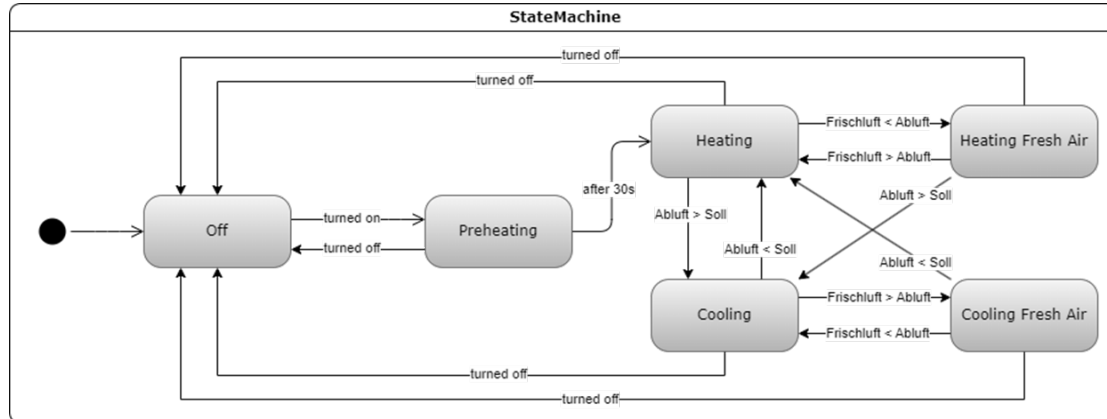 StateMachine
turned off
turned off
Heating
Frischluft < Abluft
Heating Fresh Air
Frischluft > Abluft
after 30s
Abluft > Soll
Abluft > Soll
Off
turned on
Preheating
turned off
Abluft < Soll
Abluft < Soll
Cooling
Frischluft > Abluft
Cooling Fresh Air
Frischluft < Abluft
turned off
turned off